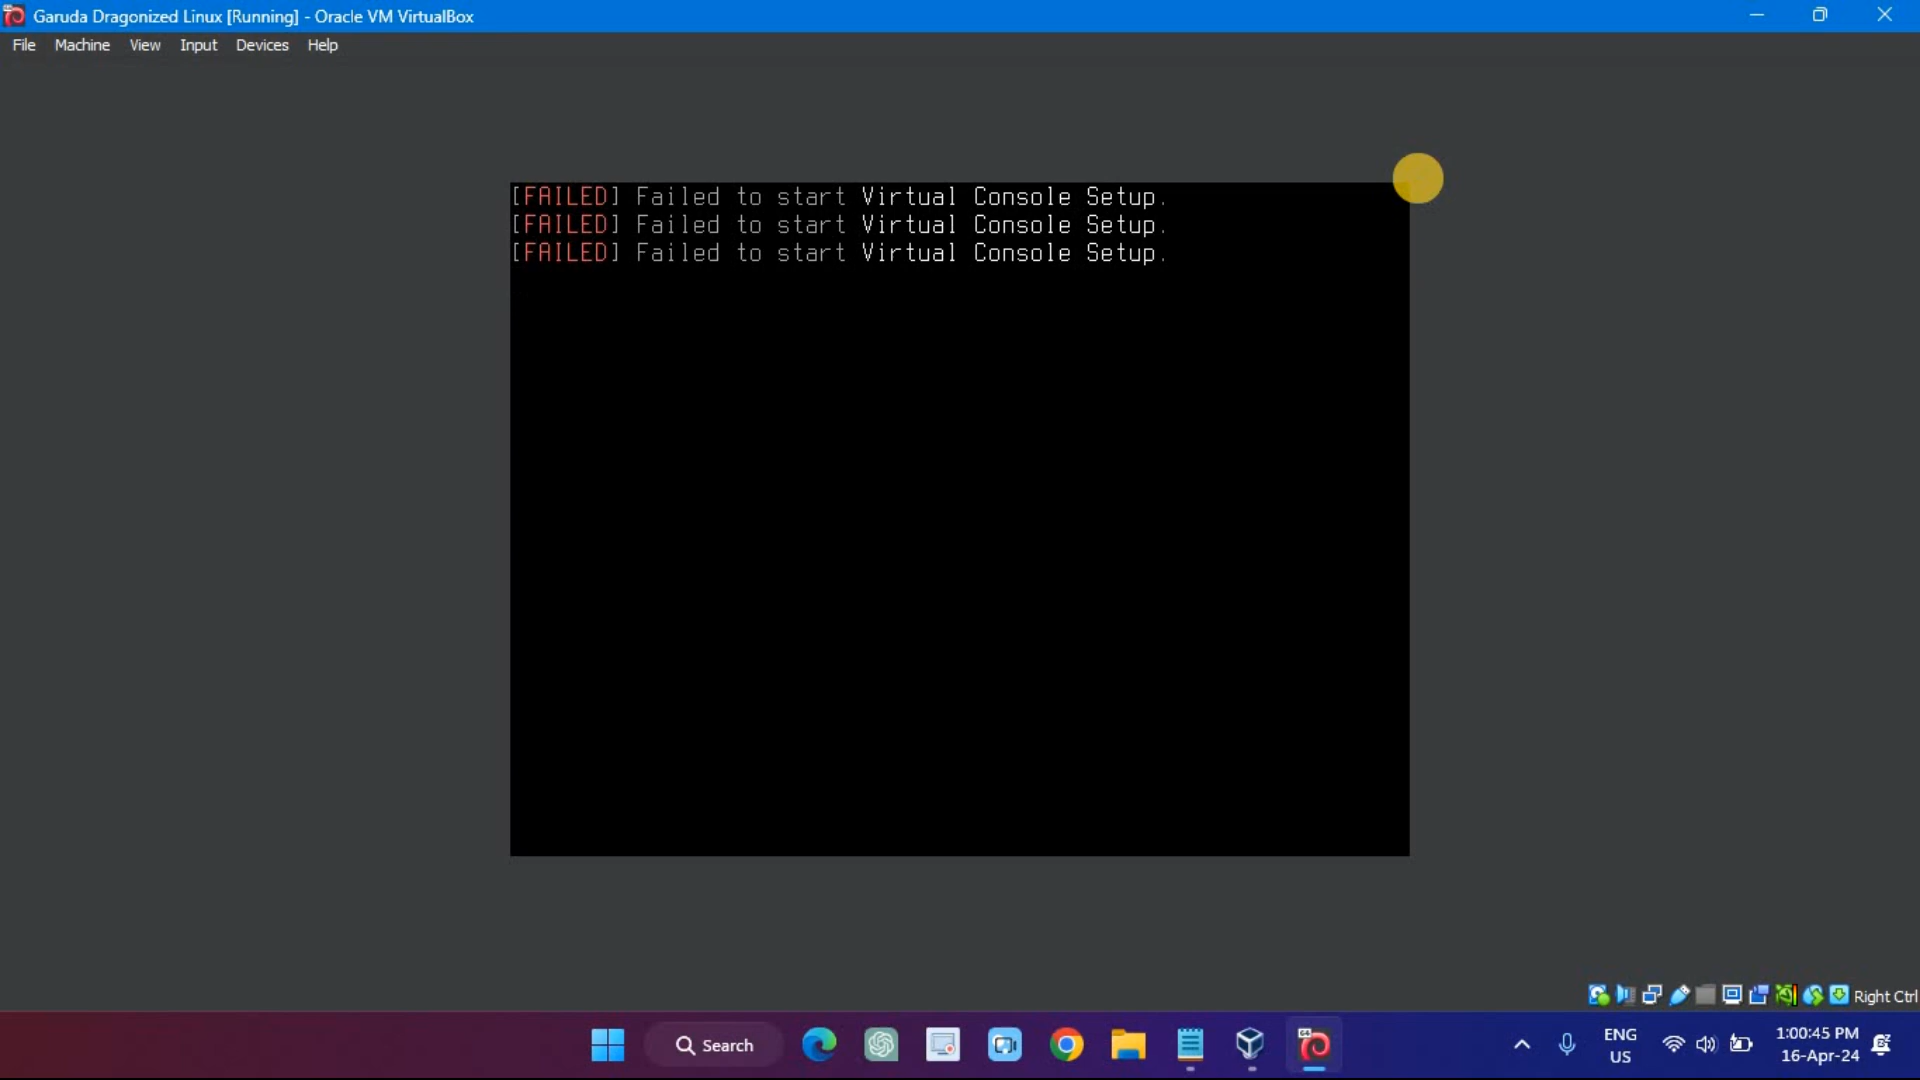 Garuda Dragonized Linux [Running] - Oracle VM VirtualBox
File Machine View Input Devices Help
[FAILED] Failed to start Virtual Console Setup.
[FAILED] Failed to start Virtual Console Setup.
[FAILED] Failed to start Virtual Console Setup.
Right Ctrl
Search
ENG
US
1:00:45 PM
16-Apr-24